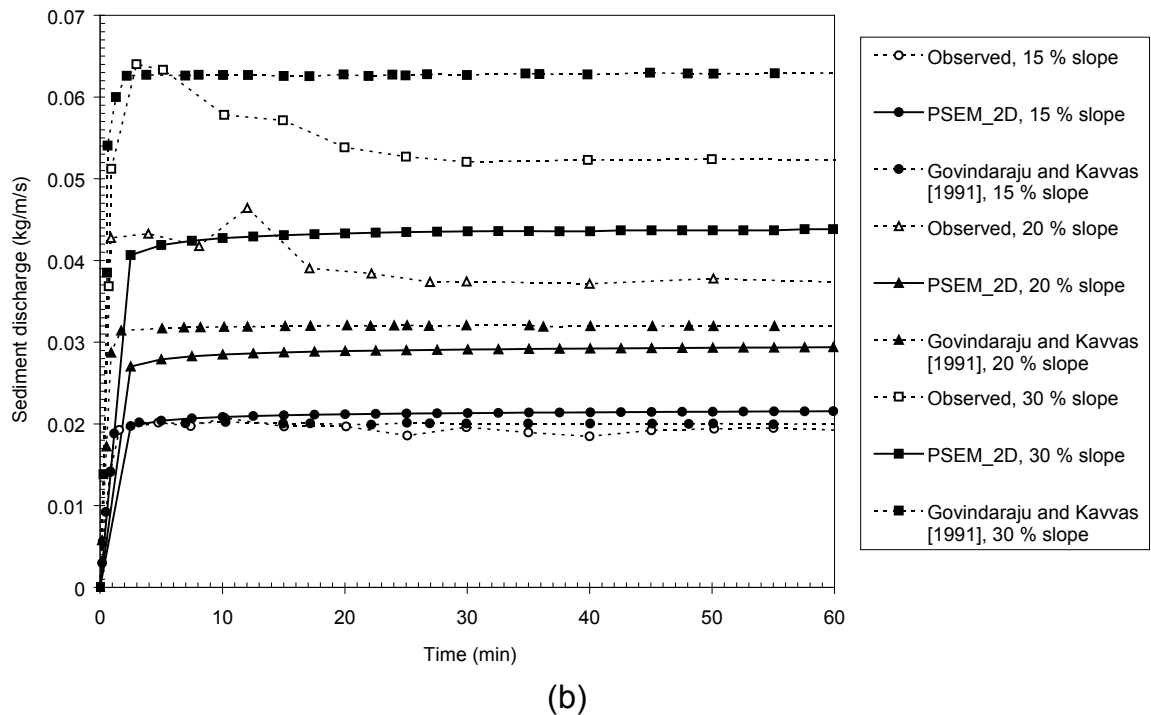 0.07
0.06
0.05
0.04
0.03
0.02
0.01
0
Sediment discharge (kg/m/s)
0 10 20 30 40 50 60
Time (min)
Observed, 15 % slope
PSEM_2D, 15 % slope
Govindaraju and Kavvas
[1991], 15 % slope
Observed, 20 % slope
PSEM_2D, 20 % slope
Govindaraju and Kavvas
[1991], 20 % slope
Observed, 30 % slope
PSEM_2D, 30 % slope
Govindaraju and Kavvas
[1991], 30 % slope
(b)